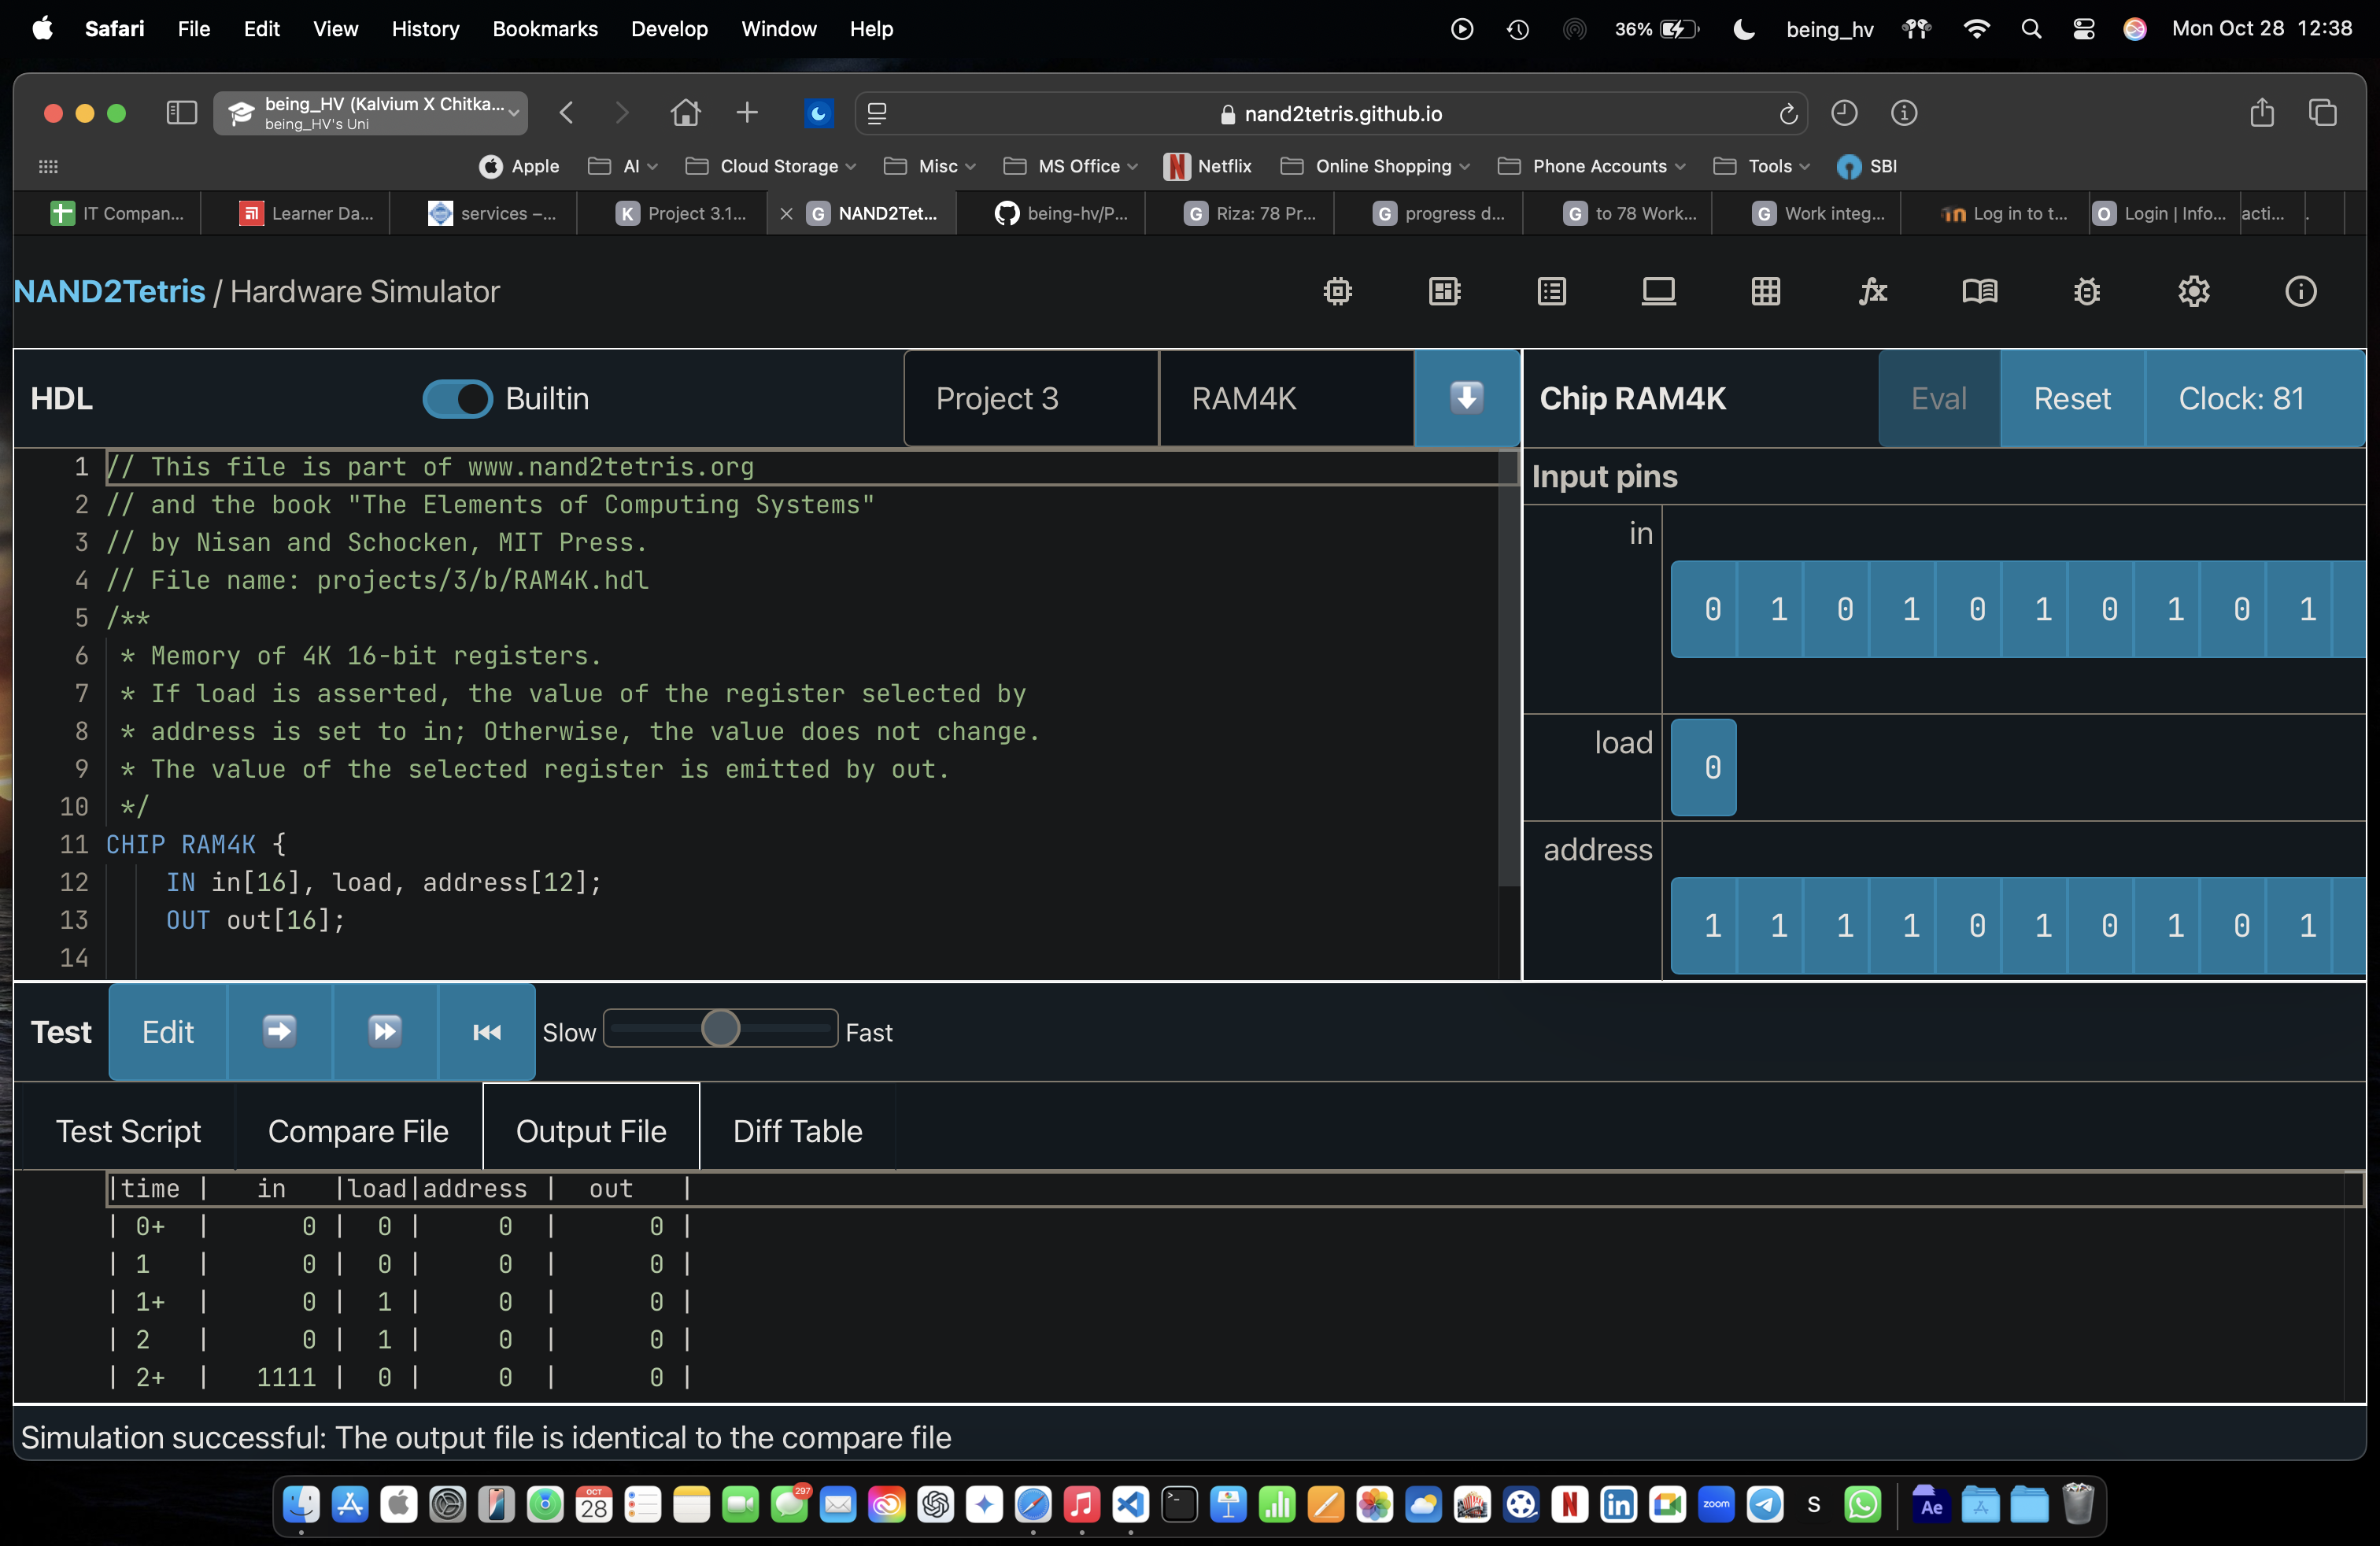 Safari File Edit View History Bookmarks Develop Window Help 36% being_hv Mon Oct 28 12:38
being_HV (Kalvium X Chitka...
being_HV's Uni
nand2tetris.github.io
Apple AI Cloud Storage Misc MS Office Netflix Online Shopping Phone Accounts Tools SBI
IT Compan... Learner Da... services –... K Project 3.1... G NAND2Tet... being-hv/P... G Riza: 78 Pr... G progress d... G to 78 Work... G Work integ... Log in to t... O Login | Info... acti... .
NAND2Tetris / Hardware Simulator
HDL Builtin Project 3 RAM4K
Chip RAM4K Eval Reset Clock: 81
1 // This file is part of www.nand2tetris.org
2 // and the book "The Elements of Computing Systems"
3 // by Nisan and Schocken, MIT Press.
4 // File name: projects/3/b/RAM4K.hdl
5 /**
6 * Memory of 4K 16-bit registers.
7 * If load is asserted, the value of the register selected by
8 * address is set to in; Otherwise, the value does not change.
9 * The value of the selected register is emitted by out.
10 */
11 CHIP RAM4K {
12 IN in[16], load, address[12];
13 OUT out[16];
14
Input pins
in
0 1 0 1 0 1 0 1 0 1
load
0
address
1 1 1 1 0 1 0 1 0 1
Test Edit Slow Fast
Test Script Compare File Output File Diff Table
|time | in |load|address | out |
| 0+ | 0 | 0 | 0 | 0 |
| 1 | 0 | 0 | 0 | 0 |
| 1+ | 0 | 1 | 0 | 0 |
| 2 | 0 | 1 | 0 | 0 |
| 2+ | 1111 | 0 | 0 | 0 |
Simulation successful: The output file is identical to the compare file
OCT
28
297
N
in
zoom
S
Ae